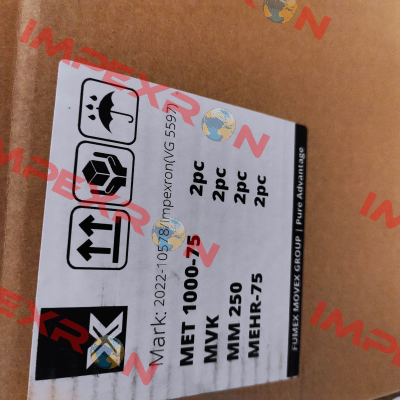 Mark: 2022-10578/Impexron(VG 5597)
MET 1000-75 2pc
MVK 2pc
MM 250 2pc
MEHR-75 2pc
FUMEX MOVEX GROUP | Pure Advantage
IMPEXRON
IMPEXRON
IMPEXRON